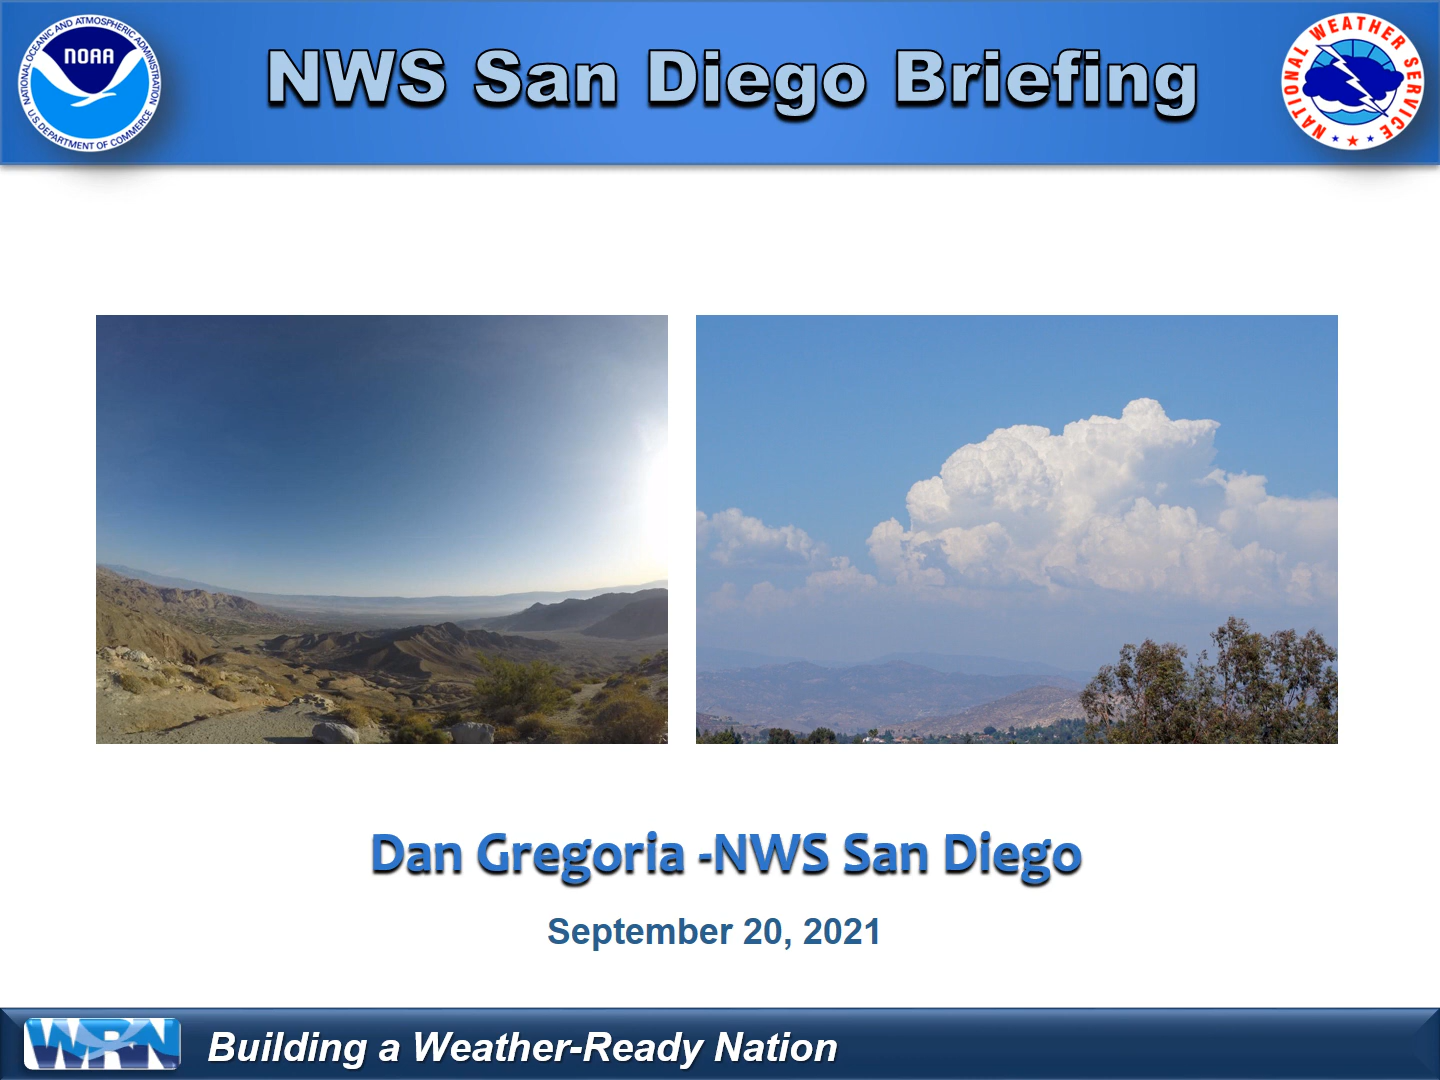 NATIONAL OCEANIC AND ATMOSPHERIC ADMINISTRATION
NOAA
U.S. DEPARTMENT OF COMMERCE
NWS San Diego Briefing
NATIONAL WEATHER SERVICE
Dan Gregoria -NWS San Diego
September 20, 2021
WRN
Building a Weather-Ready Nation